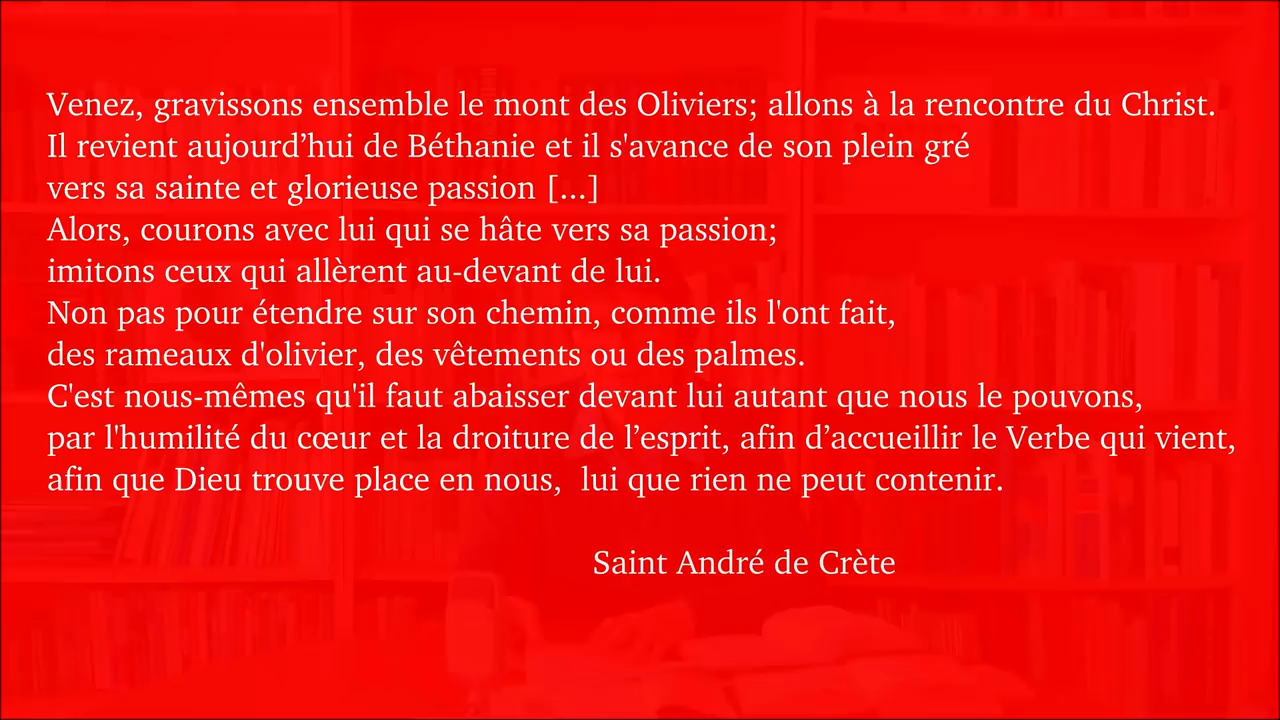 Venez, gravissons ensemble le mont des Oliviers; allons à la rencontre du Christ.
Il revient aujourd’hui de Béthanie et il s'avance de son plein gré
vers sa sainte et glorieuse passion [...]
Alors, courons avec lui qui se hâte vers sa passion;
imitons ceux qui allèrent au-devant de lui.
Non pas pour étendre sur son chemin, comme ils l'ont fait,
des rameaux d'olivier, des vêtements ou des palmes.
C'est nous-mêmes qu'il faut abaisser devant lui autant que nous le pouvons,
par l'humilité du cœur et la droiture de l’esprit, afin d’accueillir le Verbe qui vient,
afin que Dieu trouve place en nous,  lui que rien ne peut contenir.
Saint André de Crète